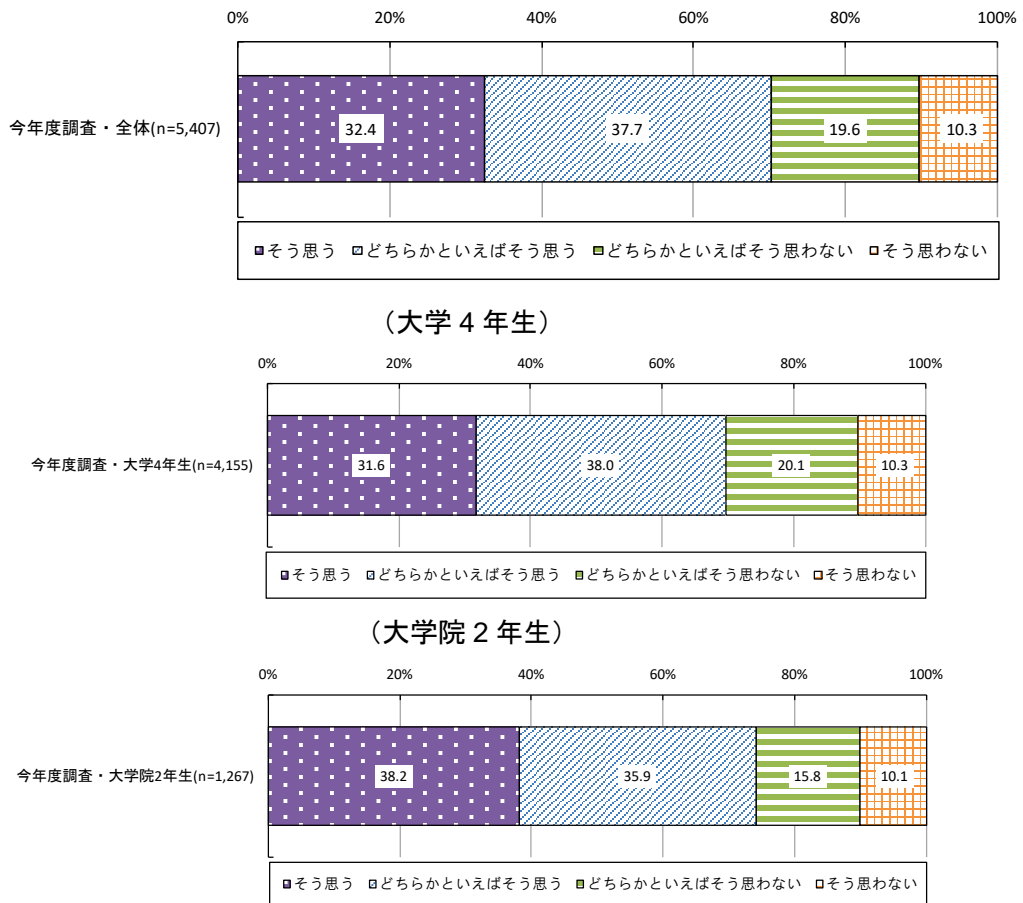 0% 20% 40% 60% 80% 100%
今年度調査・全体(n=5,407)
32.4 37.7 19.6 10.3
そう思う どちらかといえばそう思う どちらかといえばそう思わない そう思わない
（大学４年生）
0% 20% 40% 60% 80% 100%
今年度調査・大学4年生(n=4,155)
31.6 38.0 20.1 10.3
そう思う どちらかといえばそう思う どちらかといえばそう思わない そう思わない
（大学院２年生）
0% 20% 40% 60% 80% 100%
今年度調査・大学院2年生(n=1,267)
38.2 35.9 15.8 10.1
そう思う どちらかといえばそう思う どちらかといえばそう思わない そう思わない